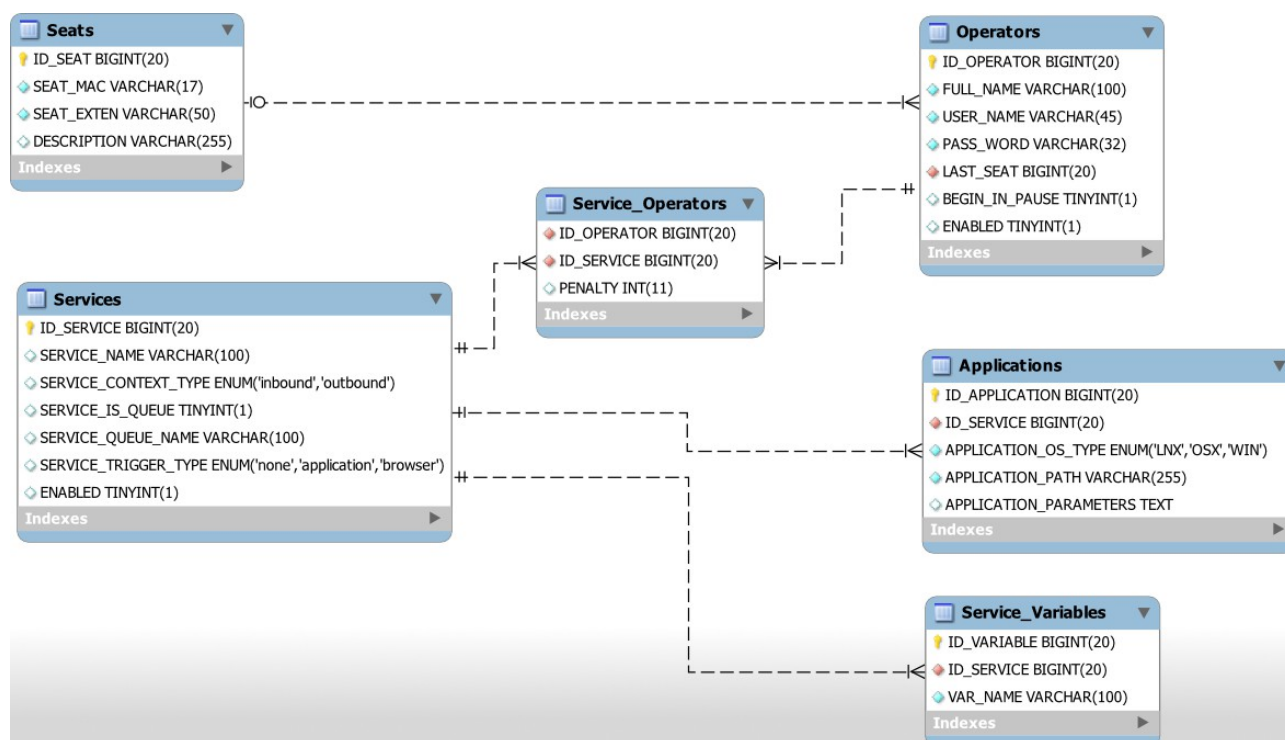 Seats
ID_SEAT BIGINT(20)
SEAT_MAC VARCHAR(17)
SEAT_EXTEN VARCHAR(50)
DESCRIPTION VARCHAR(255)
Indexes
Operators
ID_OPERATOR BIGINT(20)
FULL_NAME VARCHAR(100)
USER_NAME VARCHAR(45)
PASS_WORD VARCHAR(32)
LAST_SEAT BIGINT(20)
BEGIN_IN_PAUSE TINYINT(1)
ENABLED TINYINT(1)
Indexes
Service_Operators
ID_OPERATOR BIGINT(20)
ID_SERVICE BIGINT(20)
PENALTY INT(11)
Indexes
Services
ID_SERVICE BIGINT(20)
SERVICE_NAME VARCHAR(100)
SERVICE_CONTEXT_TYPE ENUM('inbound','outbound')
SERVICE_IS_QUEUE TINYINT(1)
SERVICE_QUEUE_NAME VARCHAR(100)
SERVICE_TRIGGER_TYPE ENUM('none','application','browser')
ENABLED TINYINT(1)
Indexes
Applications
ID_APPLICATION BIGINT(20)
ID_SERVICE BIGINT(20)
APPLICATION_OS_TYPE ENUM('LNX','OSX','WIN')
APPLICATION_PATH VARCHAR(255)
APPLICATION_PARAMETERS TEXT
Indexes
Service_Variables
ID_VARIABLE BIGINT(20)
ID_SERVICE BIGINT(20)
VAR_NAME VARCHAR(100)
Indexes